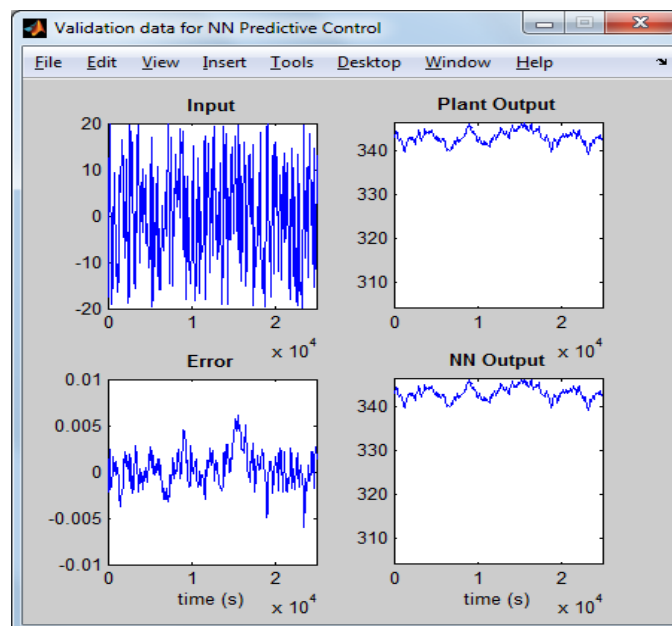 Validation data for NN Predictive Control
File Edit View Insert Tools Desktop Window Help
Input
20
10
0
-10
-20
0 1 2
x 10^4
Plant Output
340
330
320
310
0 1 2
x 10^4
Error
0.01
0.005
0
-0.005
-0.01
0 1 2
time (s) x 10^4
NN Output
340
330
320
310
0 1 2
time (s) x 10^4